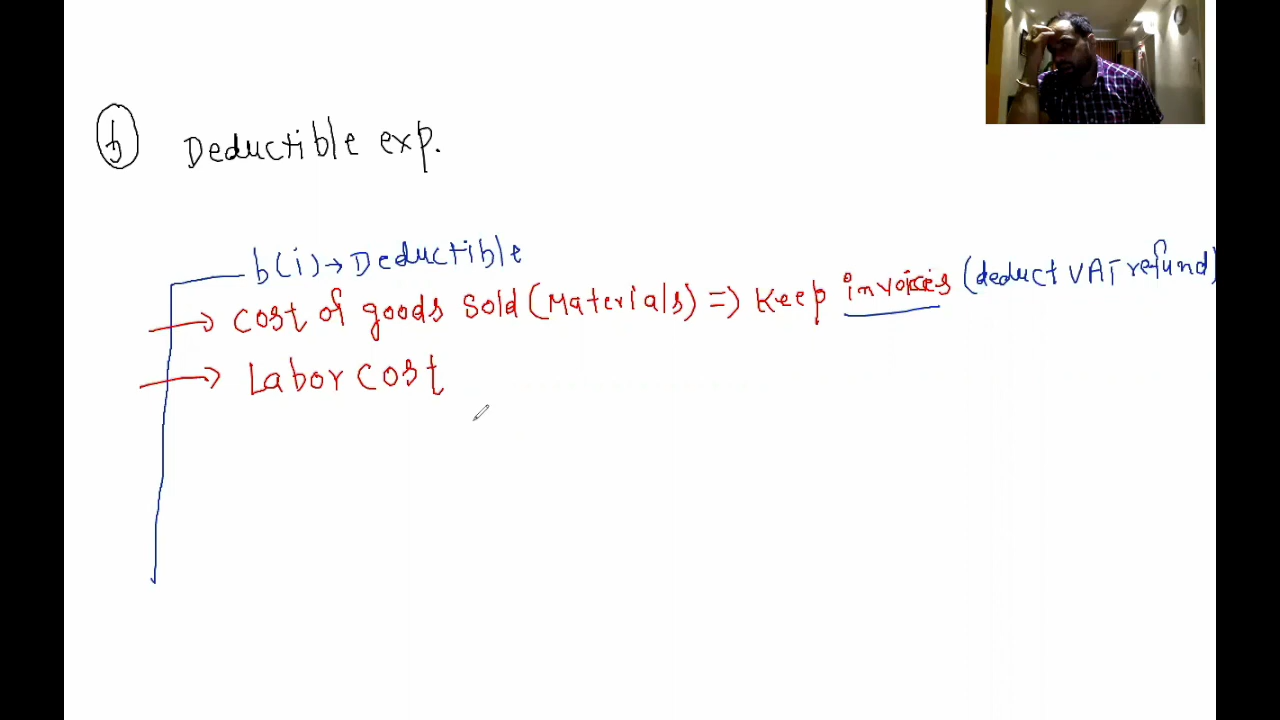 b
Deductible exp.
b(i)→ Deductible
→ cost of goods sold (Materials) => Keep invoices (deduct VAT refund)
→ Labor cost